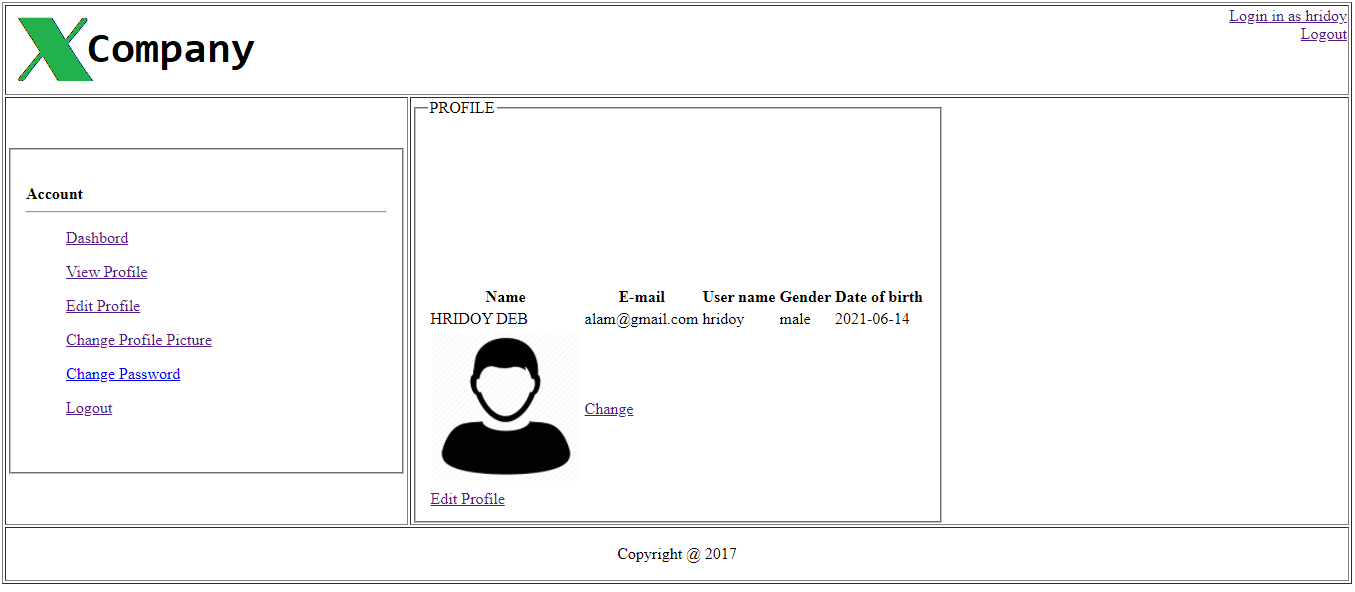 XCompany
Login in as hridoy
Logout
Account
Dashbord
View Profile
Edit Profile
Change Profile Picture
Change Password
Logout
PROFILE
Name E-mail User name Gender Date of birth
HRIDOY DEB alam@gmail.com hridoy male 2021-06-14
Change
Edit Profile
Copyright @ 2017